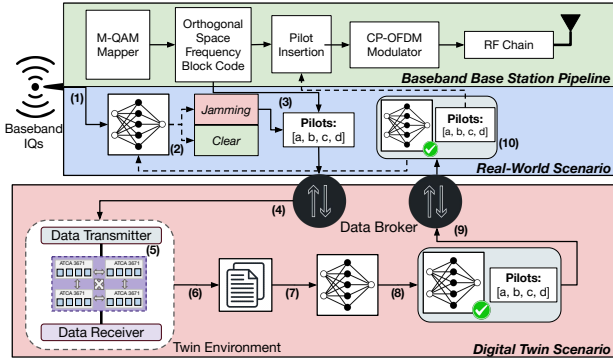 M-QAM
Mapper
Orthogonal
Space
Frequency
Block Code
Pilot
Insertion
CP-OFDM
Modulator
RF Chain
Baseband Base Station Pipeline
(1)
Baseband
IQs
(2)
Jamming
Clear
(3)
Pilots:
[a, b, c, d]
Pilots:
[a, b, c, d]
(10)
Real-World Scenario
(4)
Data Broker
(9)
Data Transmitter
(5)
ATCA 3671
ATCA 3671
ATCA 3671
ATCA 3671
Data Receiver
Twin Environment
(6)
(7)
(8)
Pilots:
[a, b, c, d]
Digital Twin Scenario